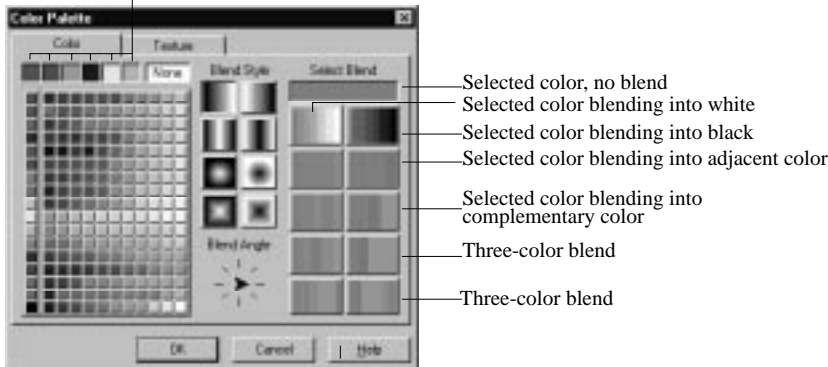 Color Palette
Color Texture
None Blend Style Select Blend
Selected color, no blend
Selected color blending into white
Selected color blending into black
Selected color blending into adjacent color
Selected color blending into
complementary color
Blend Angle
Three-color blend
Three-color blend
OK Cancel Help